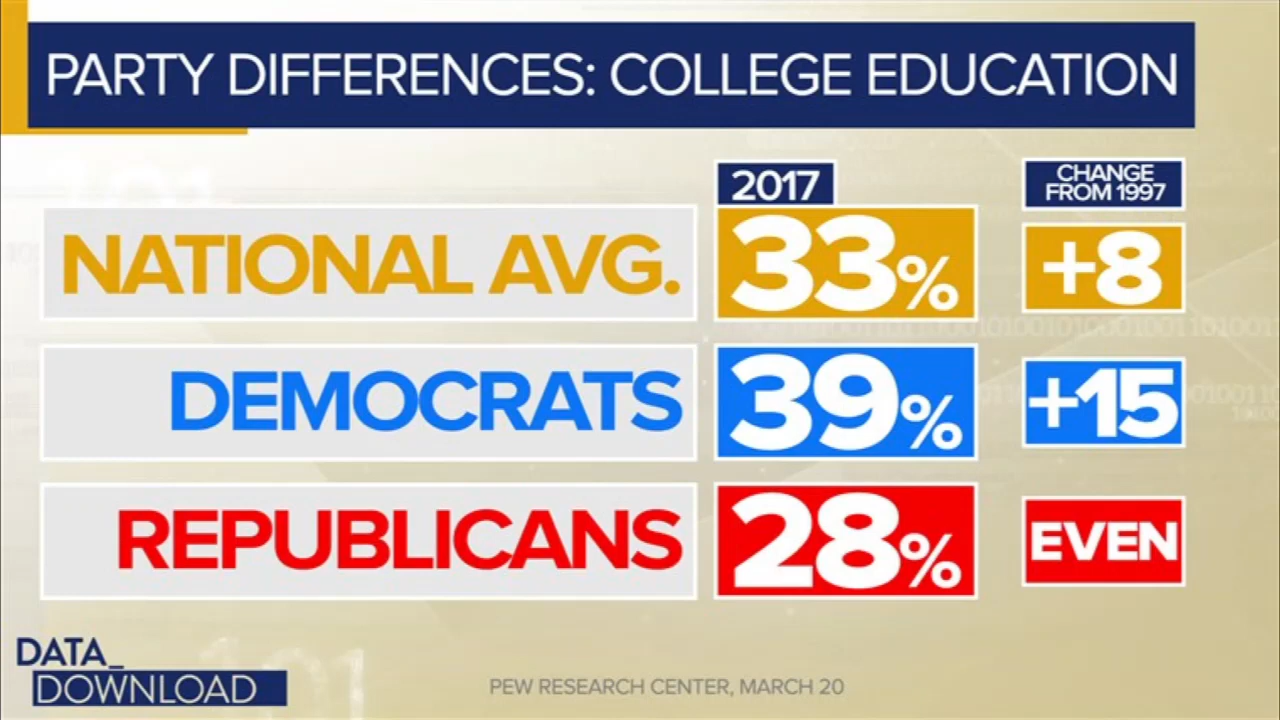 PARTY DIFFERENCES: COLLEGE EDUCATION
2017
CHANGE
FROM 1997
NATIONAL AVG. 33% +8
DEMOCRATS 39% +15
REPUBLICANS 28% EVEN
DATA_
DOWNLOAD
PEW RESEARCH CENTER, MARCH 20